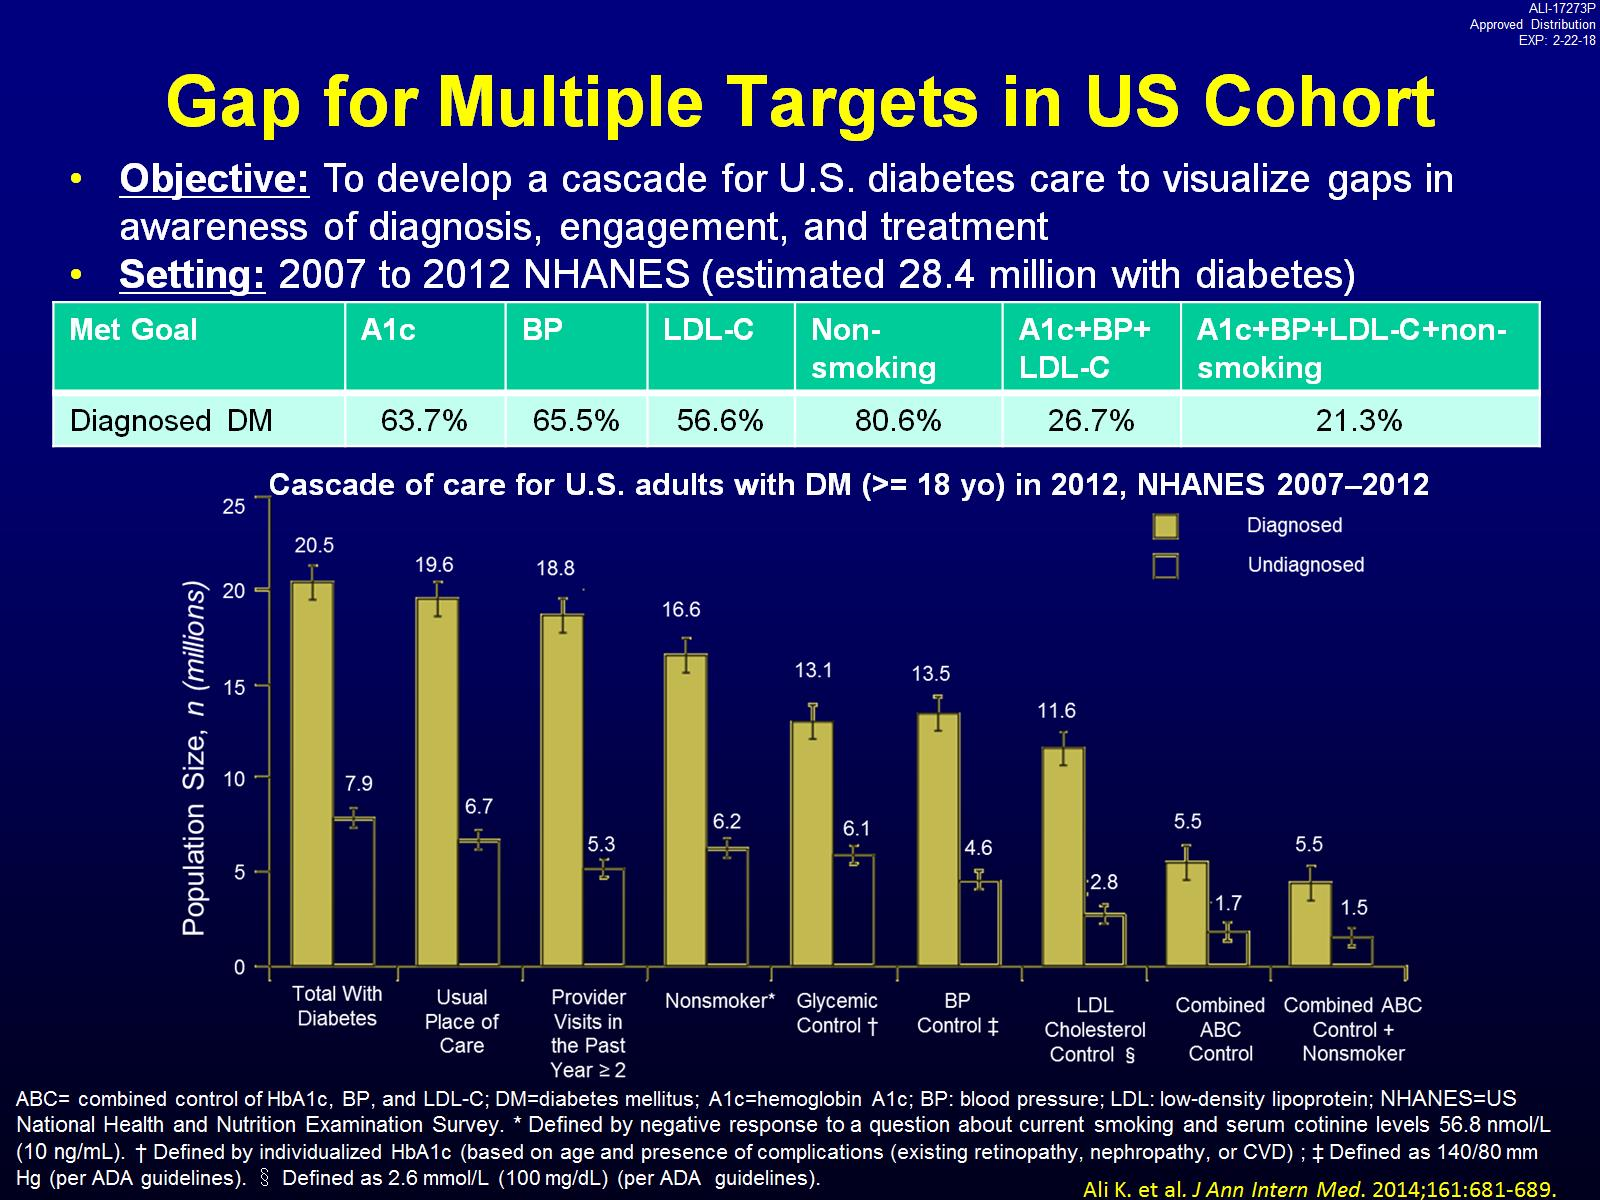 ALI-17273P
Approved Distribution
EXP: 2-22-18
Gap for Multiple Targets in US Cohort
• Objective: To develop a cascade for U.S. diabetes care to visualize gaps in
awareness of diagnosis, engagement, and treatment
• Setting: 2007 to 2012 NHANES (estimated 28.4 million with diabetes)
Met Goal A1c BP LDL-C Non-smoking A1c+BP+LDL-C A1c+BP+LDL-C+non-smoking
Diagnosed DM 63.7% 65.5% 56.6% 80.6% 26.7% 21.3%
Cascade of care for U.S. adults with DM (>= 18 yo) in 2012, NHANES 2007–2012
Diagnosed
Undiagnosed
Population Size, n (millions)
25
20
15
10
5
0
20.5
7.9
19.6
6.7
18.8
5.3
16.6
6.2
13.1
6.1
13.5
4.6
11.6
2.8
5.5
1.7
5.5
1.5
Total With
Diabetes
Usual
Place of
Care
Provider
Visits in
the Past
Year ≥ 2
Nonsmoker*
Glycemic
Control †
BP
Control ‡
LDL
Cholesterol
Control §
Combined
ABC
Control
Combined ABC
Control +
Nonsmoker
ABC= combined control of HbA1c, BP, and LDL-C; DM=diabetes mellitus; A1c=hemoglobin A1c; BP: blood pressure; LDL: low-density lipoprotein; NHANES=US
National Health and Nutrition Examination Survey. * Defined by negative response to a question about current smoking and serum cotinine levels 56.8 nmol/L
(10 ng/mL). † Defined by individualized HbA1c (based on age and presence of complications (existing retinopathy, nephropathy, or CVD) ; ‡ Defined as 140/80 mm
Hg (per ADA guidelines). § Defined as 2.6 mmol/L (100 mg/dL) (per ADA guidelines).
Ali K. et al. J Ann Intern Med. 2014;161:681-689.